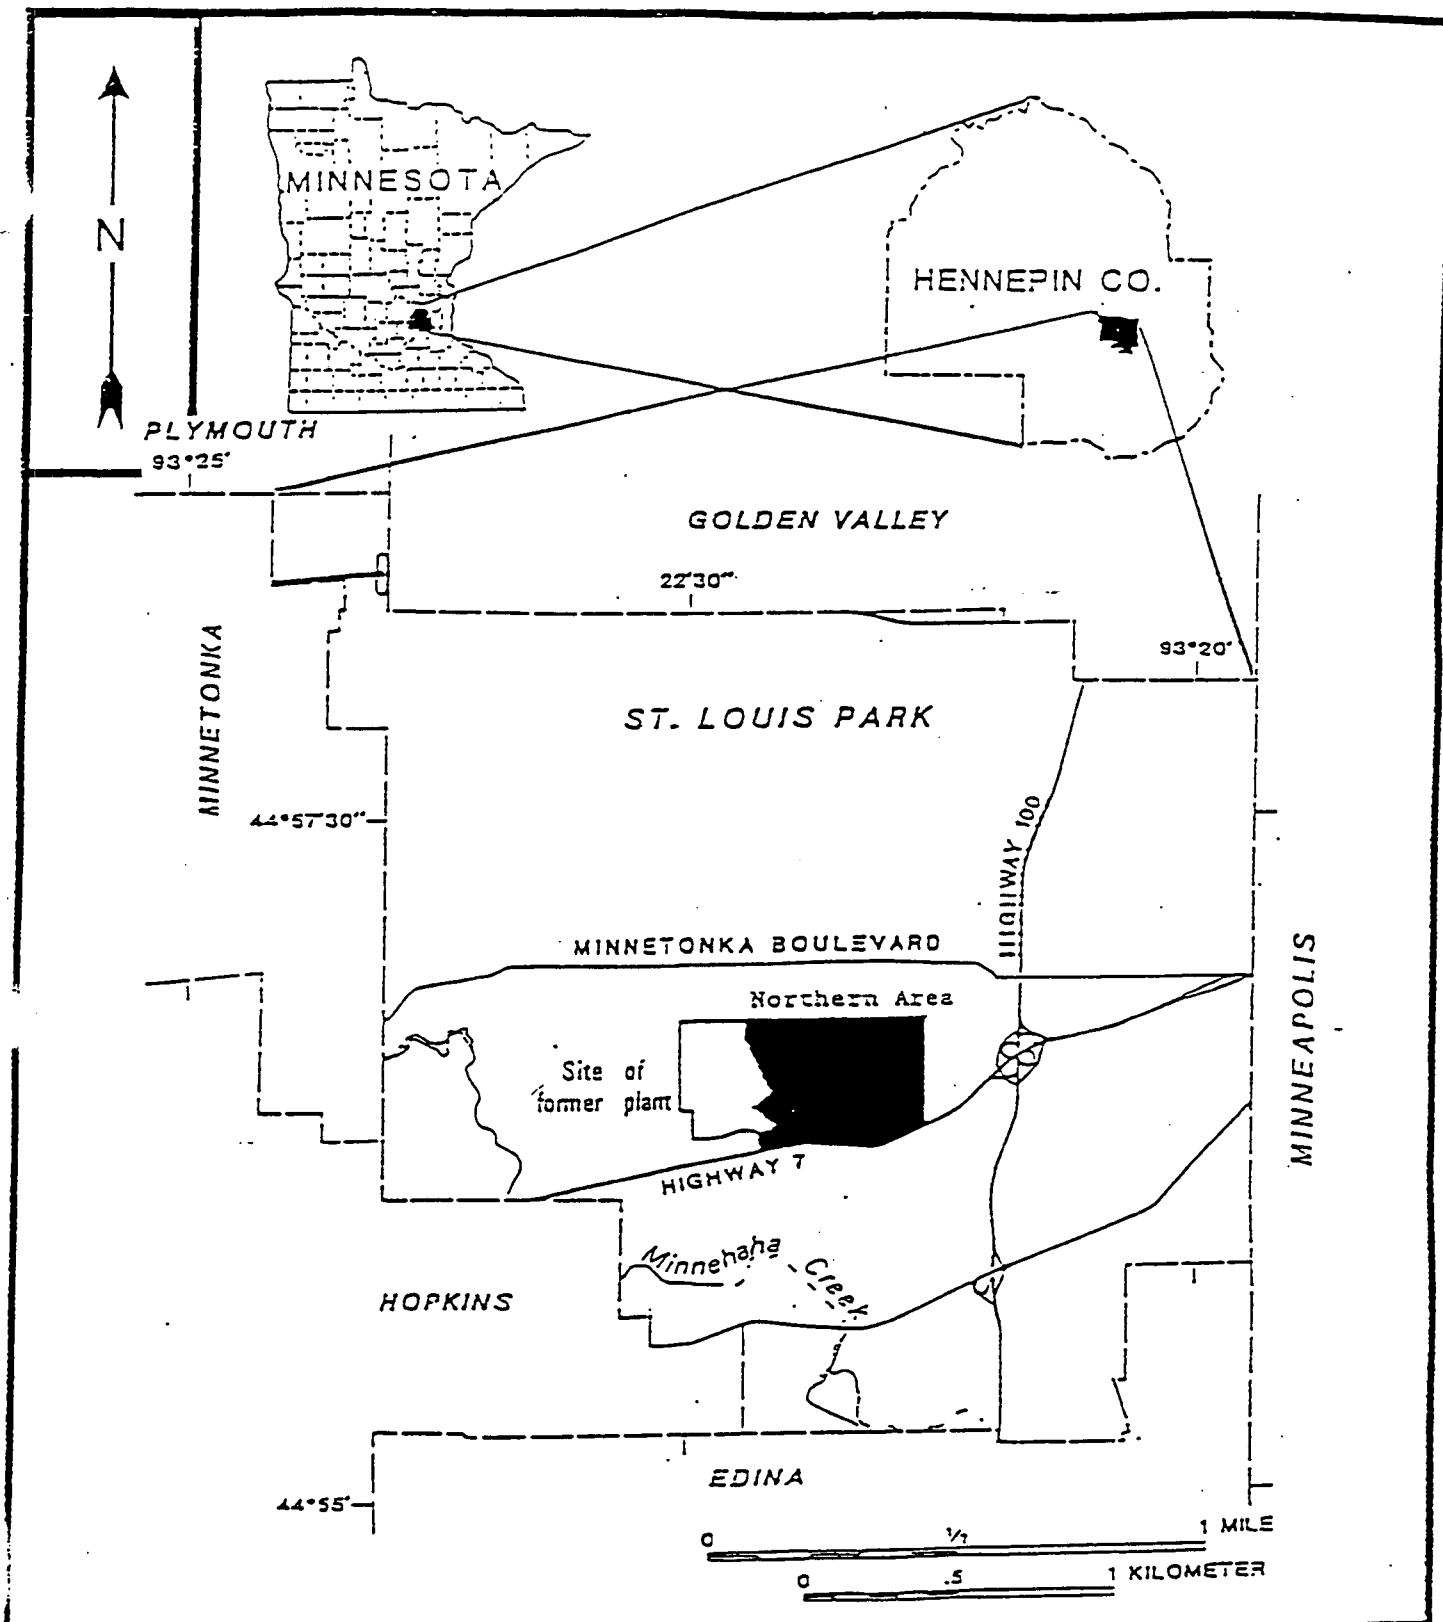 N
MINNESOTA
HENNEPIN CO.
PLYMOUTH
93°25'
GOLDEN VALLEY
22'30"
93°20'
MINNETONKA
ST. LOUIS PARK
44°57'30"
HIGHWAY 100
MINNETONKA BOULEVARD
MINNEAPOLIS
Northern Area
Site of
former plant
HIGHWAY 7
Minnehaha Creek
HOPKINS
EDINA
44°55'
0 1/2 1 MILE
0 .5 1 KILOMETER